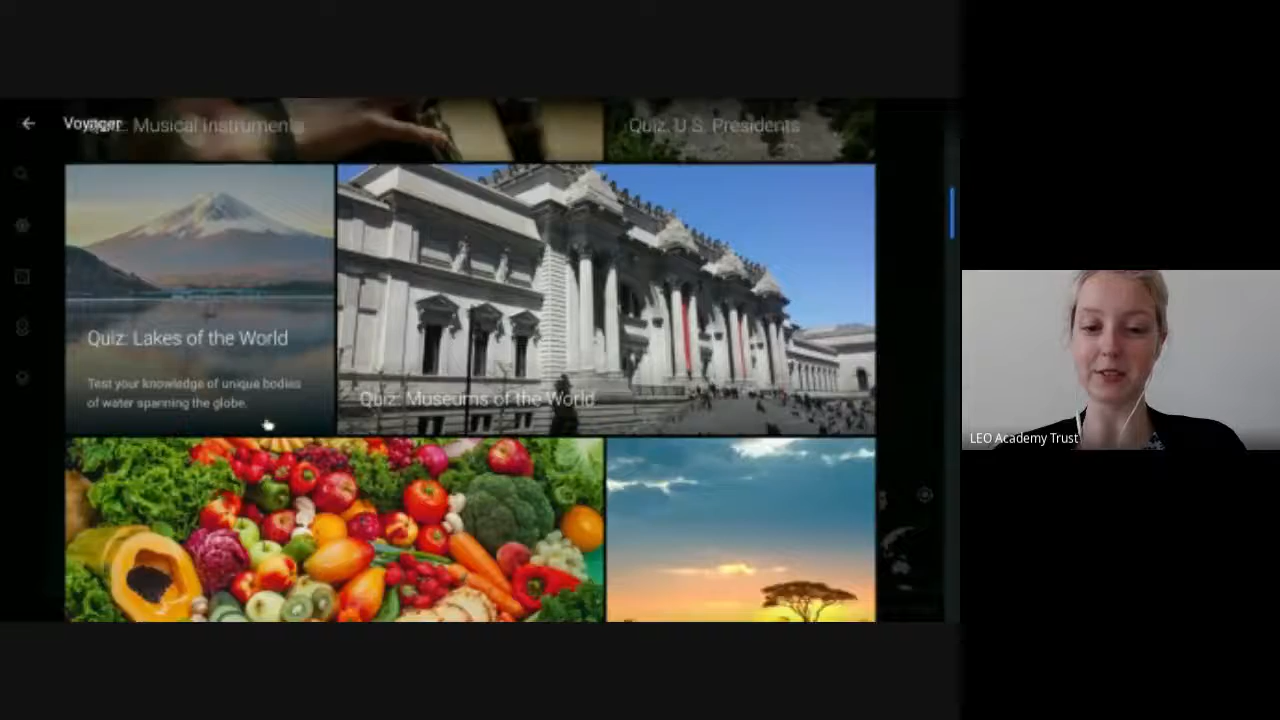 Voyager
Quiz: Musical Instruments
Quiz: U.S. Presidents
Quiz: Lakes of the World
Test your knowledge of unique bodies
of water spanning the globe.
Quiz: Museums of the World
LEO Academy Trust